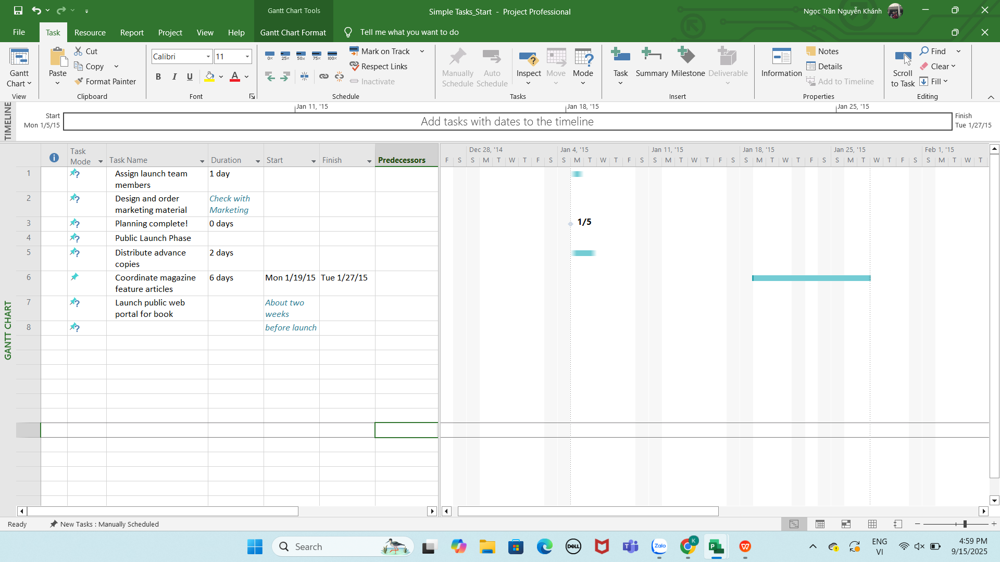 Gantt Chart Tools
Simple Tasks_Start - Project Professional
Ngọc Trần Nguyễn Khánh
File Task Resource Report Project View Help Gantt Chart Format Tell me what you want to do
Gantt Chart
View
Paste
Cut
Copy
Format Painter
Clipboard
Calibri 11
B I U A
Font
0% 25% 50% 75% 100%
Mark on Track
Respect Links
Inactivate
Schedule
Manually Schedule
Auto Schedule
Inspect
Move
Mode
Tasks
Task
Summary
Milestone
Deliverable
Insert
Information
Notes
Details
Add to Timeline
Properties
Scroll to Task
Find
Clear
Fill
Editing
TIMELINE
Jan 11, '15 Jan 18, '15 Jan 25, '15
Start
Mon 1/5/15
Add tasks with dates to the timeline
Finish
Tue 1/27/15
GANTT CHART
Task Mode Task Name Duration Start Finish Predecessors
Dec 28, '14 Jan 4, '15 Jan 11, '15 Jan 18, '15 Jan 25, '15 Feb 1, '15
F S S M T W T F S S M T W T F S S M T W T F S S M T W T F S S M T W T F S S M T W T
1 Assign launch team members 1 day
2 Design and order marketing material Check with Marketing
3 Planning complete! 0 days 1/5
4 Public Launch Phase
5 Distribute advance copies 2 days
6 Coordinate magazine feature articles 6 days Mon 1/19/15 Tue 1/27/15
7 Launch public web portal for book About two weeks
8 before launch
Ready New Tasks : Manually Scheduled
Search
DELL
Zalo
K
ENG
VI
4:59 PM
9/15/2025